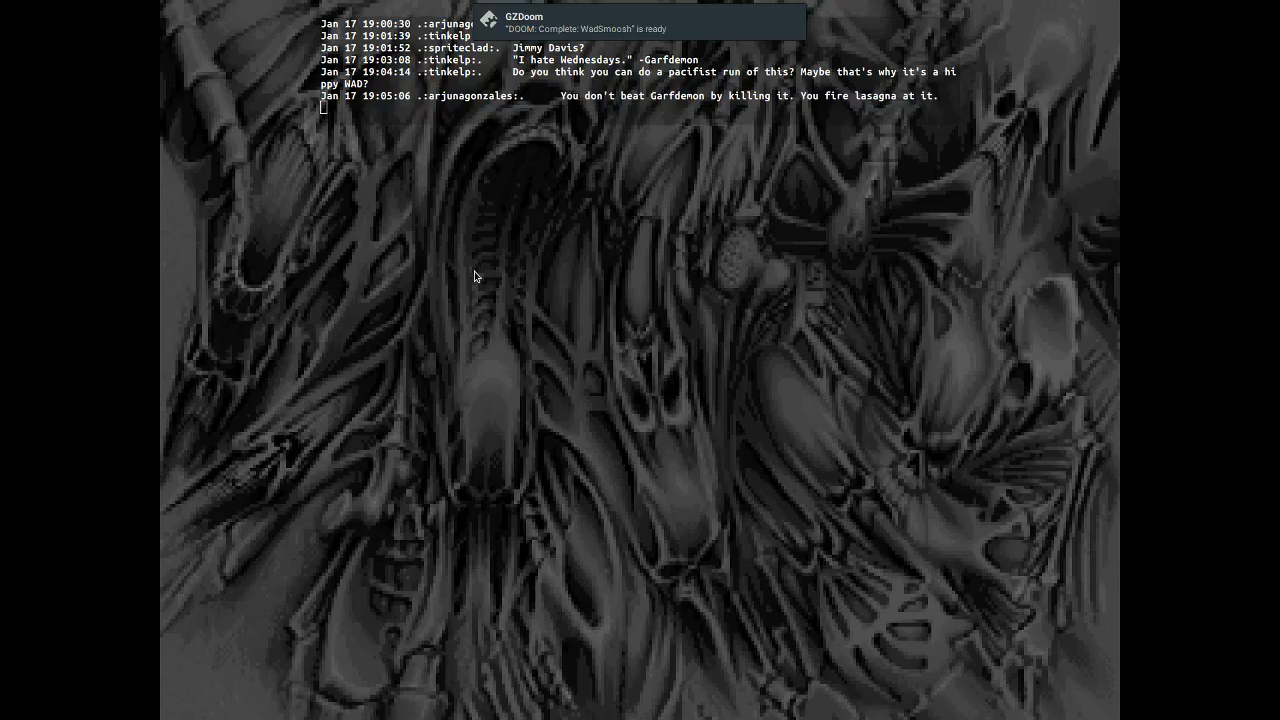 Jan 17 19:00:30 .:arjunag
GZDoom
Jan 17 19:01:39 .:tinkelp
"DOOM: Complete: WadSmoosh" is ready
Jan 17 19:01:52 .:spriteclad:.  Jimmy Davis?
Jan 17 19:03:08 .:tinkelp:.     "I hate Wednesdays." -Garfdemon
Jan 17 19:04:14 .:tinkelp:.     Do you think you can do a pacifist run of this? Maybe that's why it's a hi
ppy WAD?
Jan 17 19:05:06 .:arjunagonzales:.      You don't beat Garfdemon by killing it. You fire lasagna at it.